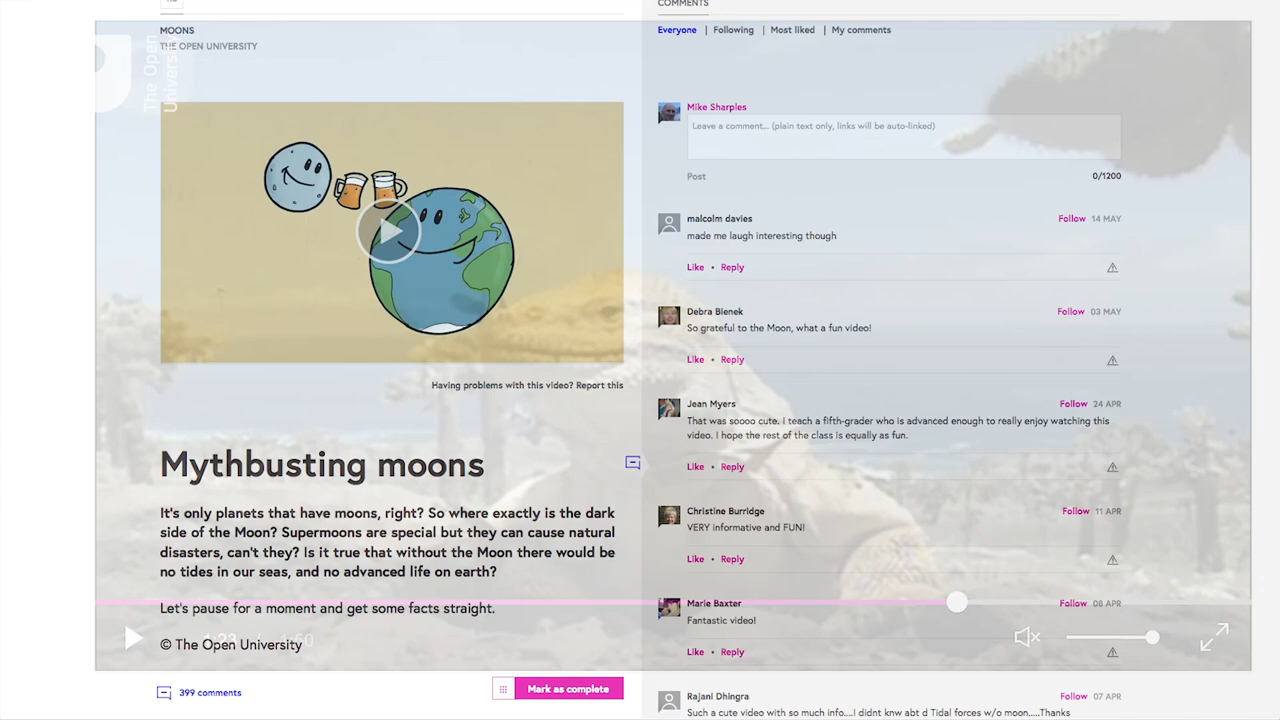 COMMENTS
MOONS
THE OPEN UNIVERSITY
The Open
University
Everyone | Following | Most liked | My comments
Mike Sharples
Leave a comment... (plain text only, links will be auto-linked)
Post
0/1200
malcolm davies
Follow 14 MAY
made me laugh interesting though
Like • Reply
Debra Bienek
Follow 03 MAY
So grateful to the Moon, what a fun video!
Like • Reply
Having problems with this video? Report this
Jean Myers
Follow 24 APR
That was soooo cute. I teach a fifth-grader who is advanced enough to really enjoy watching this
video. I hope the rest of the class is equally as fun.
Like • Reply
Mythbusting moons
It's only planets that have moons, right? So where exactly is the dark
side of the Moon? Supermoons are special but they can cause natural
disasters, can't they? Is it true that without the Moon there would be
no tides in our seas, and no advanced life on earth?
Let's pause for a moment and get some facts straight.
© The Open University
399 comments
Mark as complete
Christine Burridge
Follow 11 APR
VERY informative and FUN!
Like • Reply
Marie Baxter
Follow 08 APR
Fantastic video!
Like • Reply
Rajani Dhingra
Follow 07 APR
Such a cute video with so much info....I didnt knw abt d Tidal forces w/o moon.....Thanks